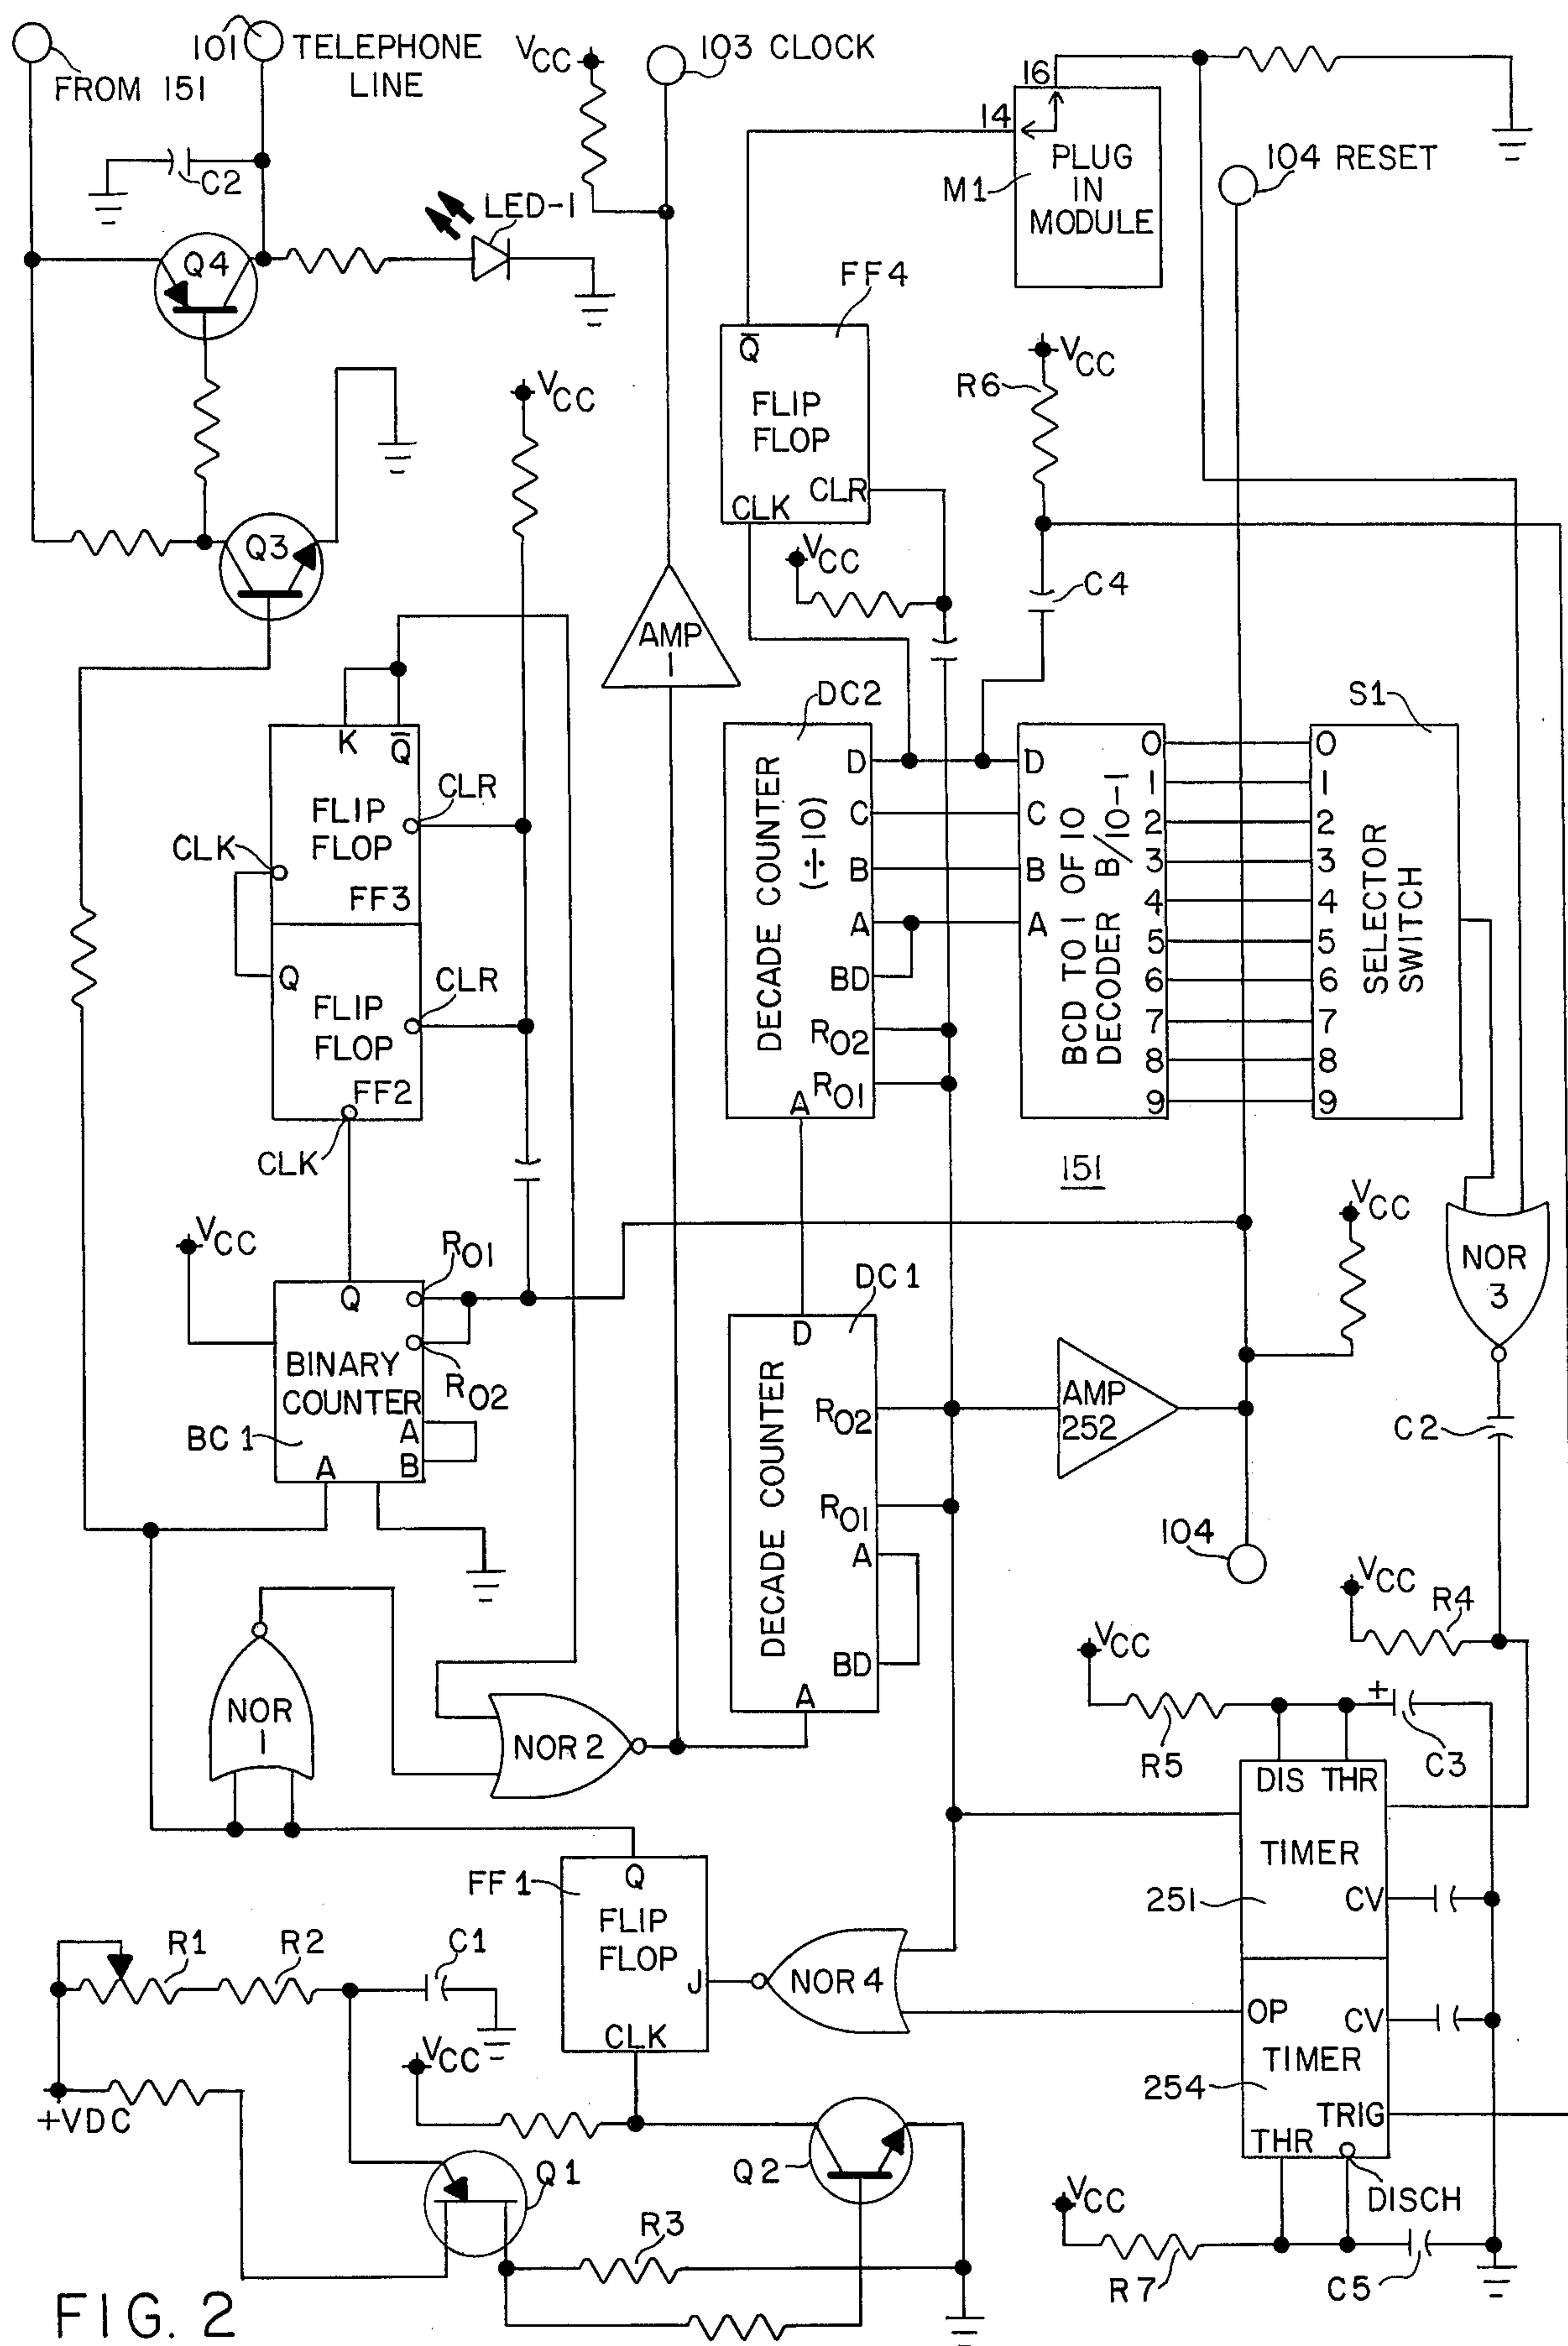 101 TELEPHONE LINE
FROM 151
VCC
103 CLOCK
16
14
PLUG IN MODULE
M1
104 RESET
C2
LED-1
Q4
FF4
Q̅
FLIP FLOP
CLR
CLK
VCC
R6
VCC
C4
VCC
Q3
AMP 1
K
Q̅
FLIP FLOP
CLR
CLK
FF3
Q
FLIP FLOP
CLR
FF2
CLK
DC2
DECADE COUNTER (÷10)
D
C
B
A
BD
RO2
RO1
A
D
C
B
A
BCD TO 1 OF 10 DECODER B/10-1
0
1
2
3
4
5
6
7
8
9
S1
0
1
2
3
4
5
6
7
8
9
SELECTOR SWITCH
151
VCC
NOR 3
VCC
Q
RO1
RO2
BINARY COUNTER
BC1
A
B
A
DC1
D
DECADE COUNTER
RO2
RO1
A
BD
A
AMP 252
104
C2
VCC
R4
NOR 1
NOR 2
VCC
R5
+
C3
DIS THR
TIMER
251
CV
FF1
Q
FLIP FLOP
J
CLK
NOR 4
OP
CV
TIMER
254
TRIG
THR
DISCH
R1
R2
C1
VCC
+VDC
Q1
Q2
R3
VCC
R7
C5
FIG. 2